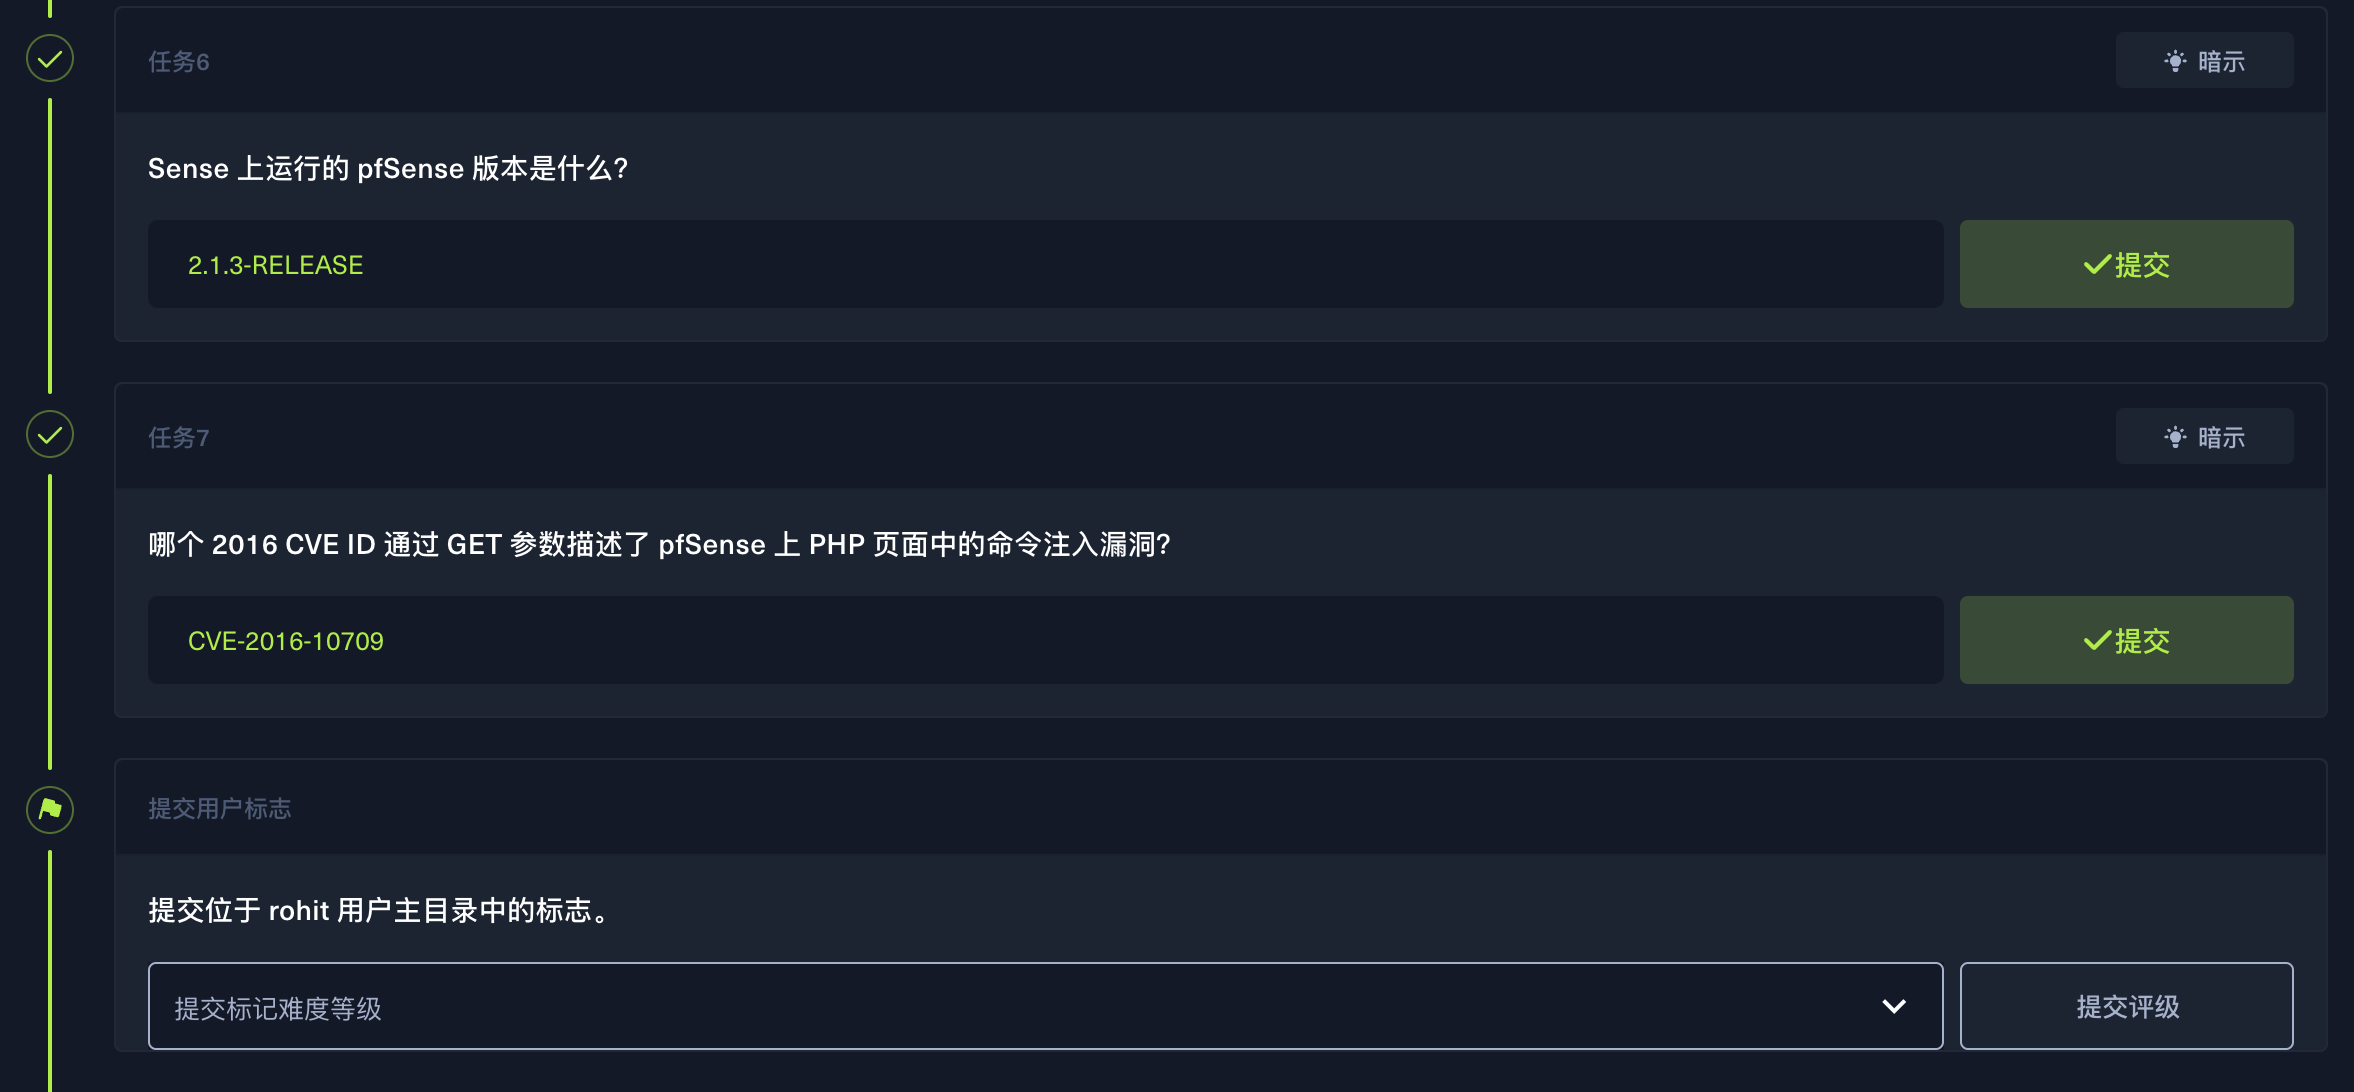 任务6
暗示
Sense 上运行的 pfSense 版本是什么?
2.1.3-RELEASE
提交
任务7
暗示
哪个 2016 CVE ID 通过 GET 参数描述了 pfSense 上 PHP 页面中的命令注入漏洞?
CVE-2016-10709
提交
提交用户标志
提交位于 rohit 用户主目录中的标志。
提交标记难度等级
提交评级